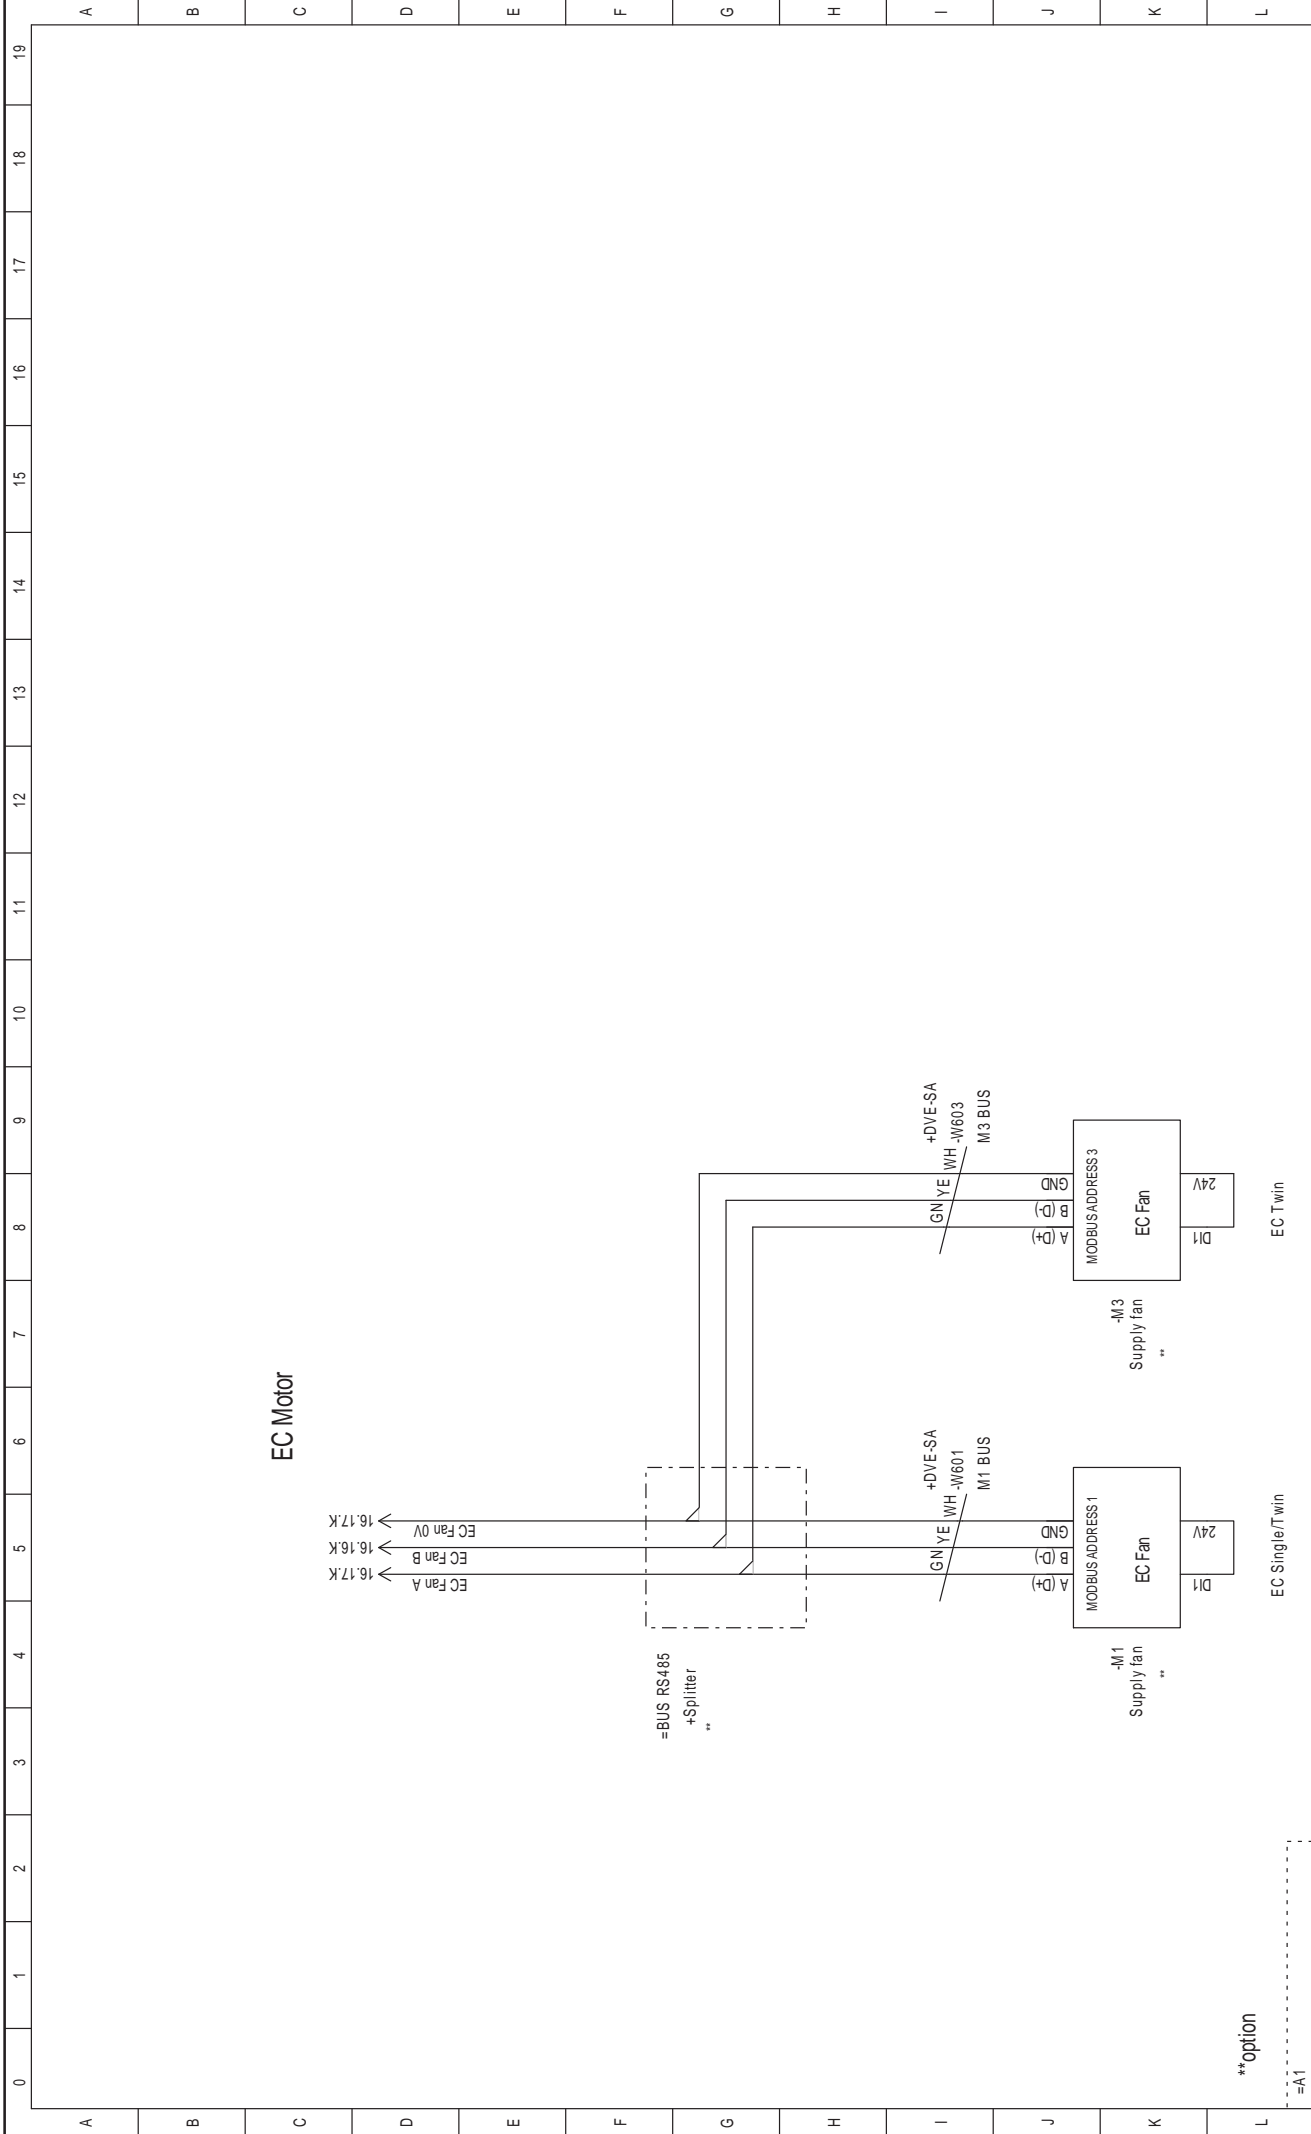 0 1 2 3 4 5 6 7 8 9 10 11 12 13 14 15 16 17 18 19
A
B
C
D
E
F
G
H
I
J
K
L
EC Motor
16.17.K
16.16.K
16.17.K
EC Fan A
EC Fan B
EC Fan 0V
=BUS RS485
+Splitter
**
GN YE WH
+DVE-SA
-W601
M1 BUS
GN YE WH
+DVE-SA
-W603
M3 BUS
A (D+)
B (D-)
GND
MODBUS ADDRESS 1
EC Fan
-M1
Supply fan
**
DI1
24V
EC Single/Twin
A (D+)
B (D-)
GND
MODBUS ADDRESS 3
EC Fan
-M3
Supply fan
**
DI1
24V
EC Twin
**option
=A1
A
B
C
D
E
F
G
H
I
J
K
L